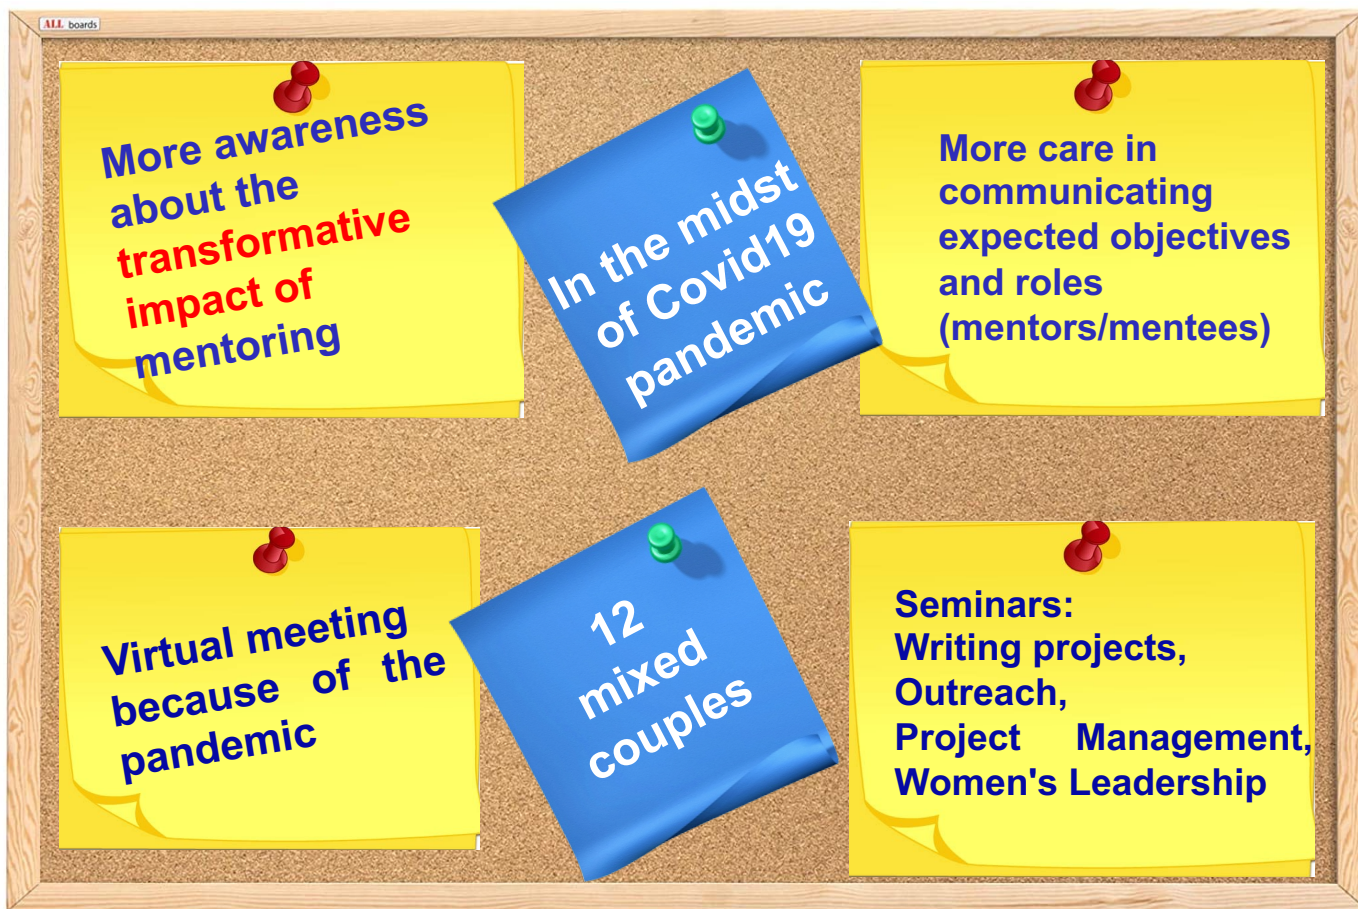 ALL boards
More awareness
about the
transformative
impact of
mentoring
In the midst
of Covid19
pandemic
More care in
communicating
expected objectives
and roles
(mentors/mentees)
Virtual meeting
because of the
pandemic
12
mixed
couples
Seminars:
Writing projects,
Outreach,
Project Management,
Women's Leadership